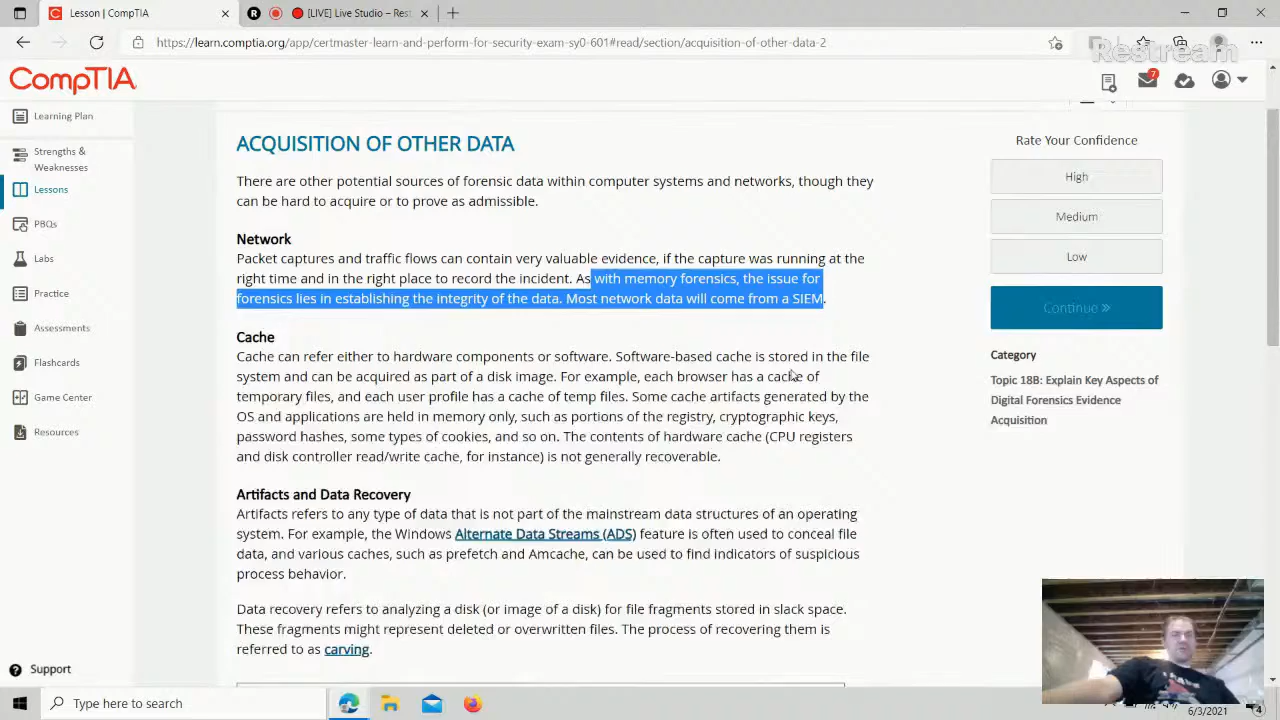 Lesson | CompTIA
[LIVE] Live Studio – Res
https://learn.comptia.org/app/certmaster-learn-and-perform-for-security-exam-sy0-601#read/section/acquisition-of-other-data-2
Restream
CompTIA
7
Learning Plan
Strengths &
Weaknesses
Lessons
PBQs
Labs
Practice
Assessments
Flashcards
Game Center
Resources
Support
ACQUISITION OF OTHER DATA
There are other potential sources of forensic data within computer systems and networks, though they
can be hard to acquire or to prove as admissible.
Network
Packet captures and traffic flows can contain very valuable evidence, if the capture was running at the
right time and in the right place to record the incident. As with memory forensics, the issue for
forensics lies in establishing the integrity of the data. Most network data will come from a SIEM.
Cache
Cache can refer either to hardware components or software. Software-based cache is stored in the file
system and can be acquired as part of a disk image. For example, each browser has a cache of
temporary files, and each user profile has a cache of temp files. Some cache artifacts generated by the
OS and applications are held in memory only, such as portions of the registry, cryptographic keys,
password hashes, some types of cookies, and so on. The contents of hardware cache (CPU registers
and disk controller read/write cache, for instance) is not generally recoverable.
Artifacts and Data Recovery
Artifacts refers to any type of data that is not part of the mainstream data structures of an operating
system. For example, the Windows Alternate Data Streams (ADS) feature is often used to conceal file
data, and various caches, such as prefetch and Amcache, can be used to find indicators of suspicious
process behavior.
Data recovery refers to analyzing a disk (or image of a disk) for file fragments stored in slack space.
These fragments might represent deleted or overwritten files. The process of recovering them is
referred to as carving.
Rate Your Confidence
High
Medium
Low
Continue »
Category
Topic 18B: Explain Key Aspects of
Digital Forensics Evidence
Acquisition
Type here to search
6/3/2021